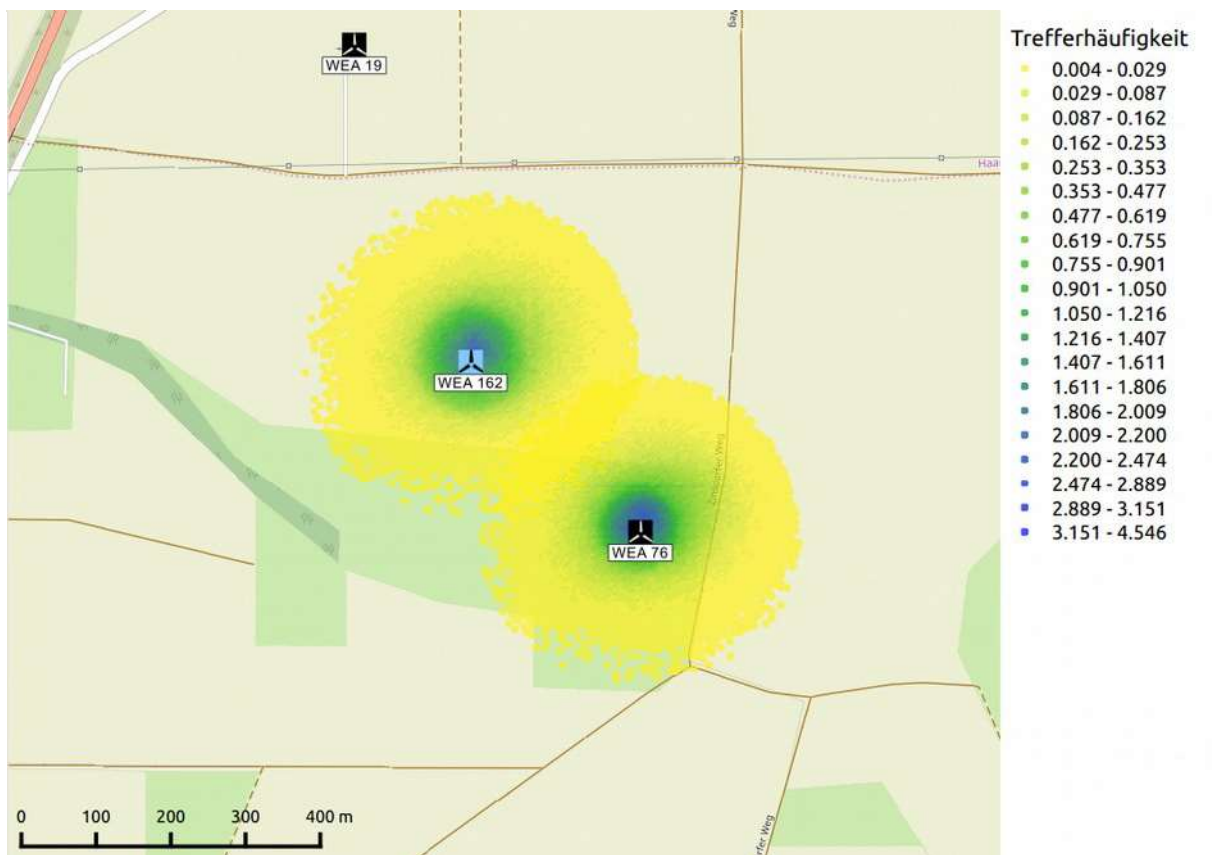 Weg
WEA 19
Haa
WEA 162
WEA 76
0 100 200 300 400 m
rfer Weg
Trefferhäufigkeit
0.004 - 0.029
0.029 - 0.087
0.087 - 0.162
0.162 - 0.253
0.253 - 0.353
0.353 - 0.477
0.477 - 0.619
0.619 - 0.755
0.755 - 0.901
0.901 - 1.050
1.050 - 1.216
1.216 - 1.407
1.407 - 1.611
1.611 - 1.806
1.806 - 2.009
2.009 - 2.200
2.200 - 2.474
2.474 - 2.889
2.889 - 3.151
3.151 - 4.546